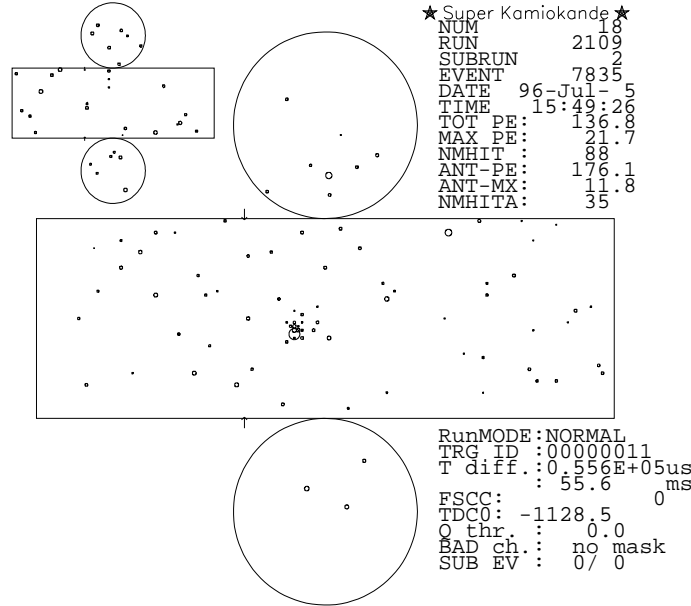 ★ Super Kamiokande ★
NUM 18
RUN 2109
SUBRUN 2
EVENT 7835
DATE 96-Jul- 5
TIME 15:49:26
TOT PE: 136.8
MAX PE: 21.7
NMHIT : 88
ANT-PE: 176.1
ANT-MX: 11.8
NMHITA: 35
RunMODE:NORMAL
TRG ID :00000011
T diff.:0.556E+05us
: 55.6 ms
FSCC: 0
TDC0: -1128.5
Q thr. : 0.0
BAD ch.: no mask
SUB EV : 0/ 0